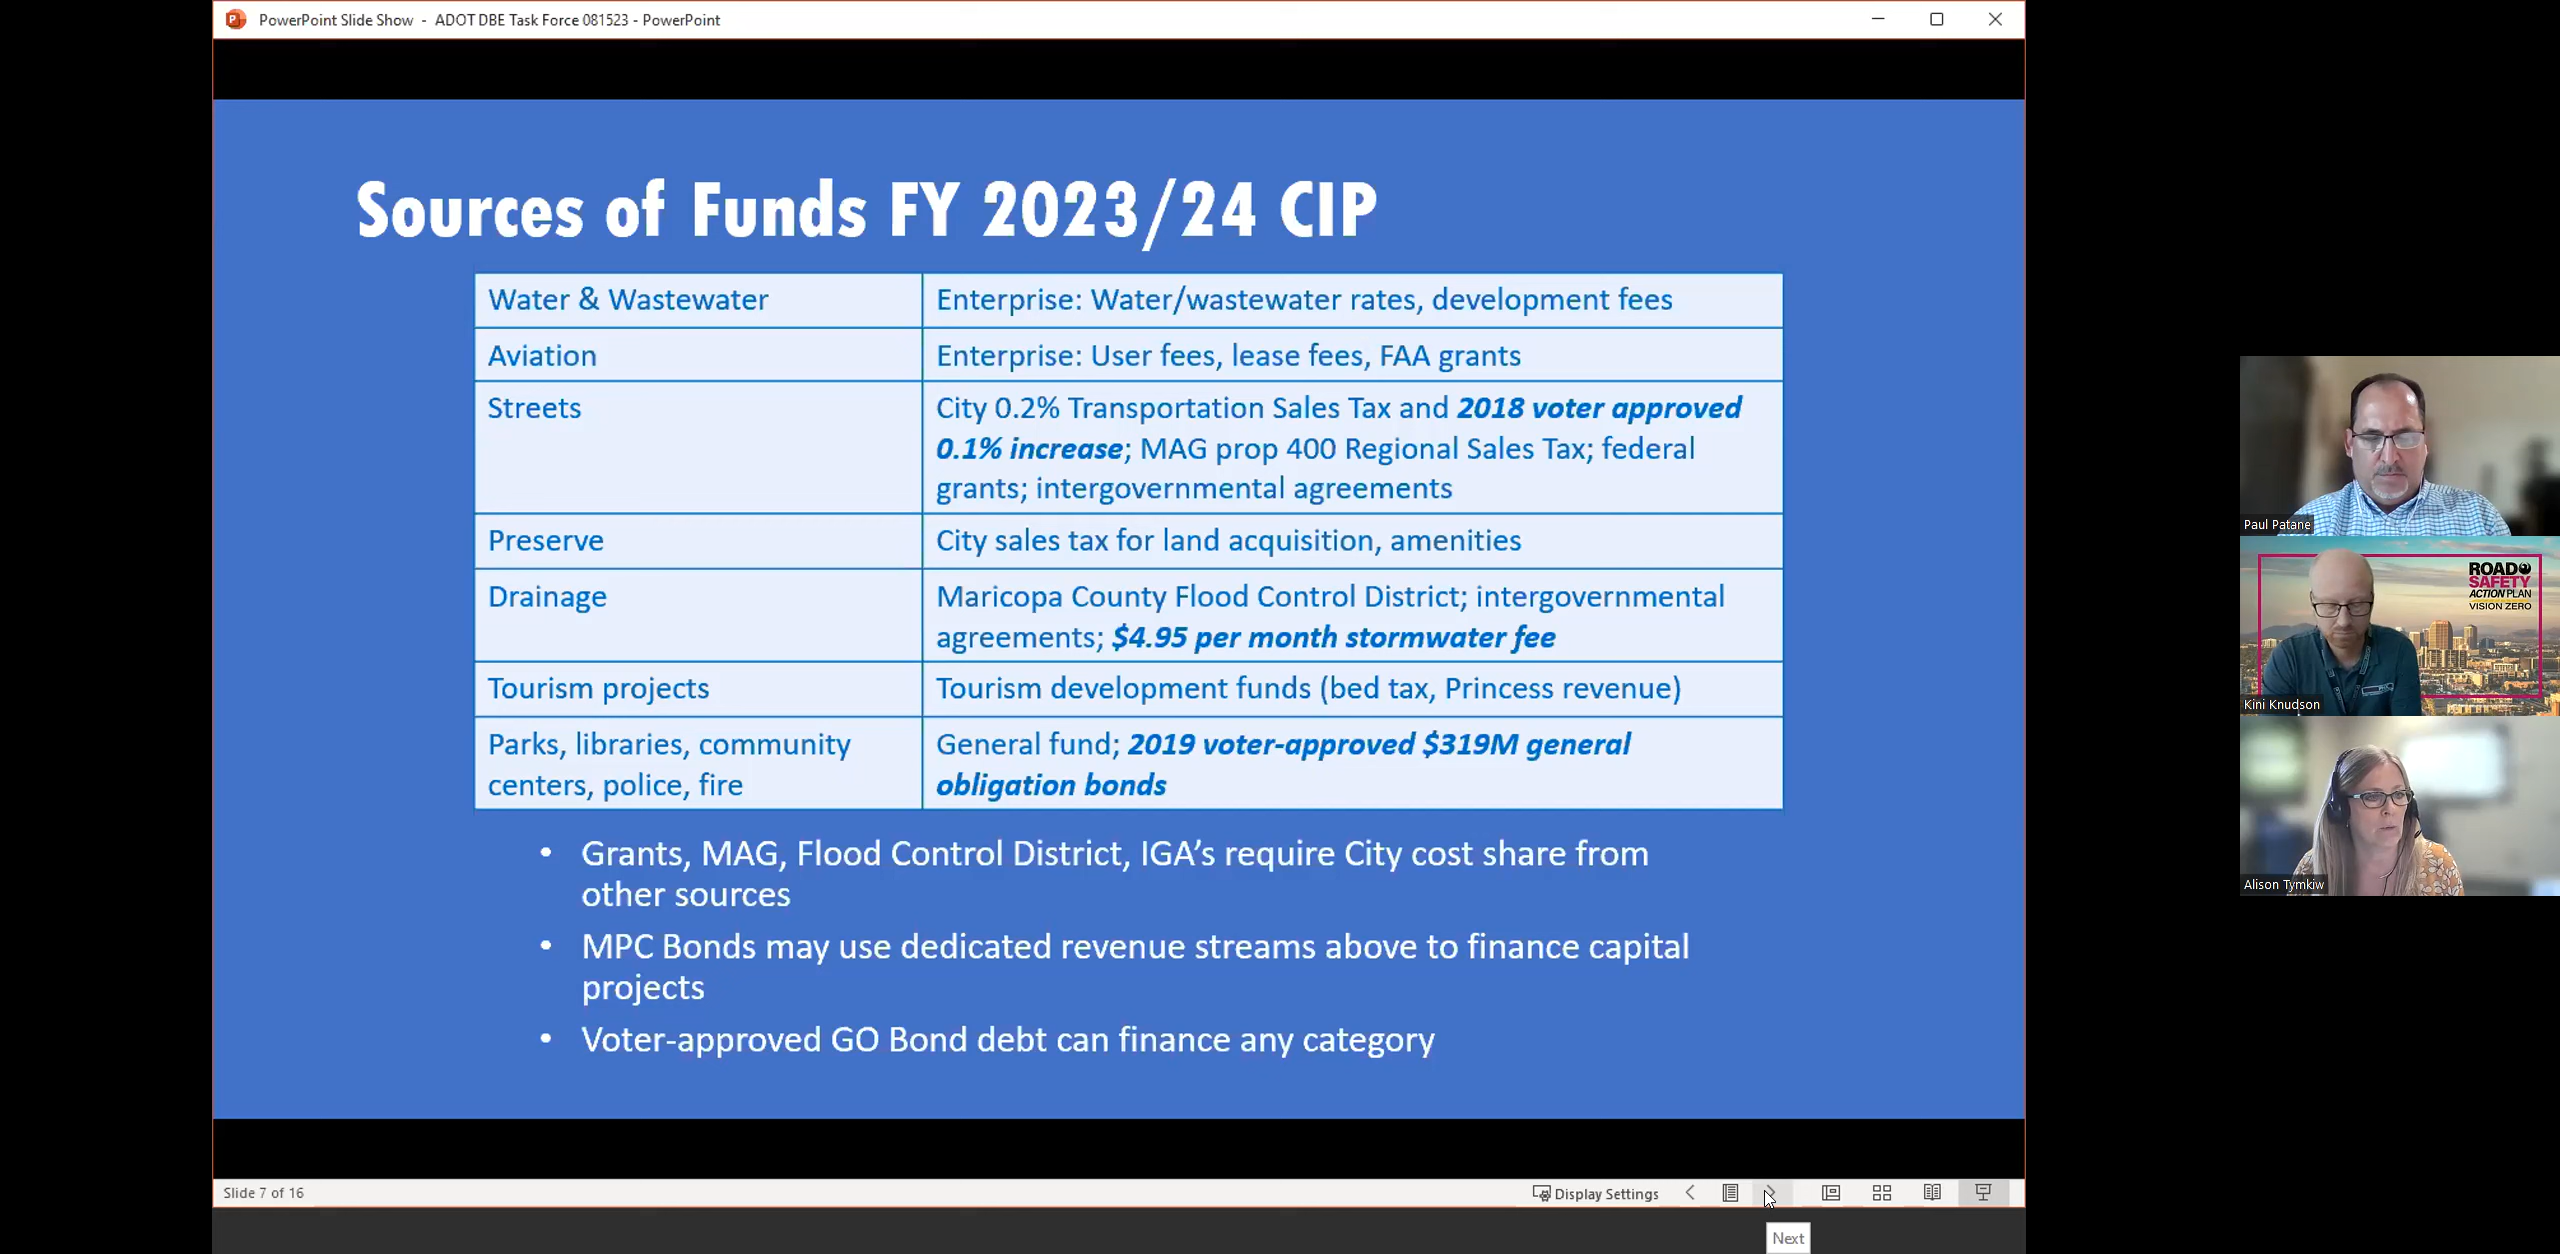 PowerPoint Slide Show - ADOT DBE Task Force 081523 - PowerPoint
Sources of Funds FY 2023/24 CIP
Water & Wastewater
Enterprise: Water/wastewater rates, development fees
Aviation
Enterprise: User fees, lease fees, FAA grants
Streets
City 0.2% Transportation Sales Tax and 2018 voter approved
0.1% increase; MAG prop 400 Regional Sales Tax; federal
grants; intergovernmental agreements
Preserve
City sales tax for land acquisition, amenities
Drainage
Maricopa County Flood Control District; intergovernmental
agreements; $4.95 per month stormwater fee
Tourism projects
Tourism development funds (bed tax, Princess revenue)
Parks, libraries, community
centers, police, fire
General fund; 2019 voter-approved $319M general
obligation bonds
• Grants, MAG, Flood Control District, IGA's require City cost share from
other sources
• MPC Bonds may use dedicated revenue streams above to finance capital
projects
• Voter-approved GO Bond debt can finance any category
Slide 7 of 16
Display Settings
Next
Paul Patane
ROAD
SAFETY
ACTION PLAN
VISION ZERO
Kini Knudson
Alison Tymkiw